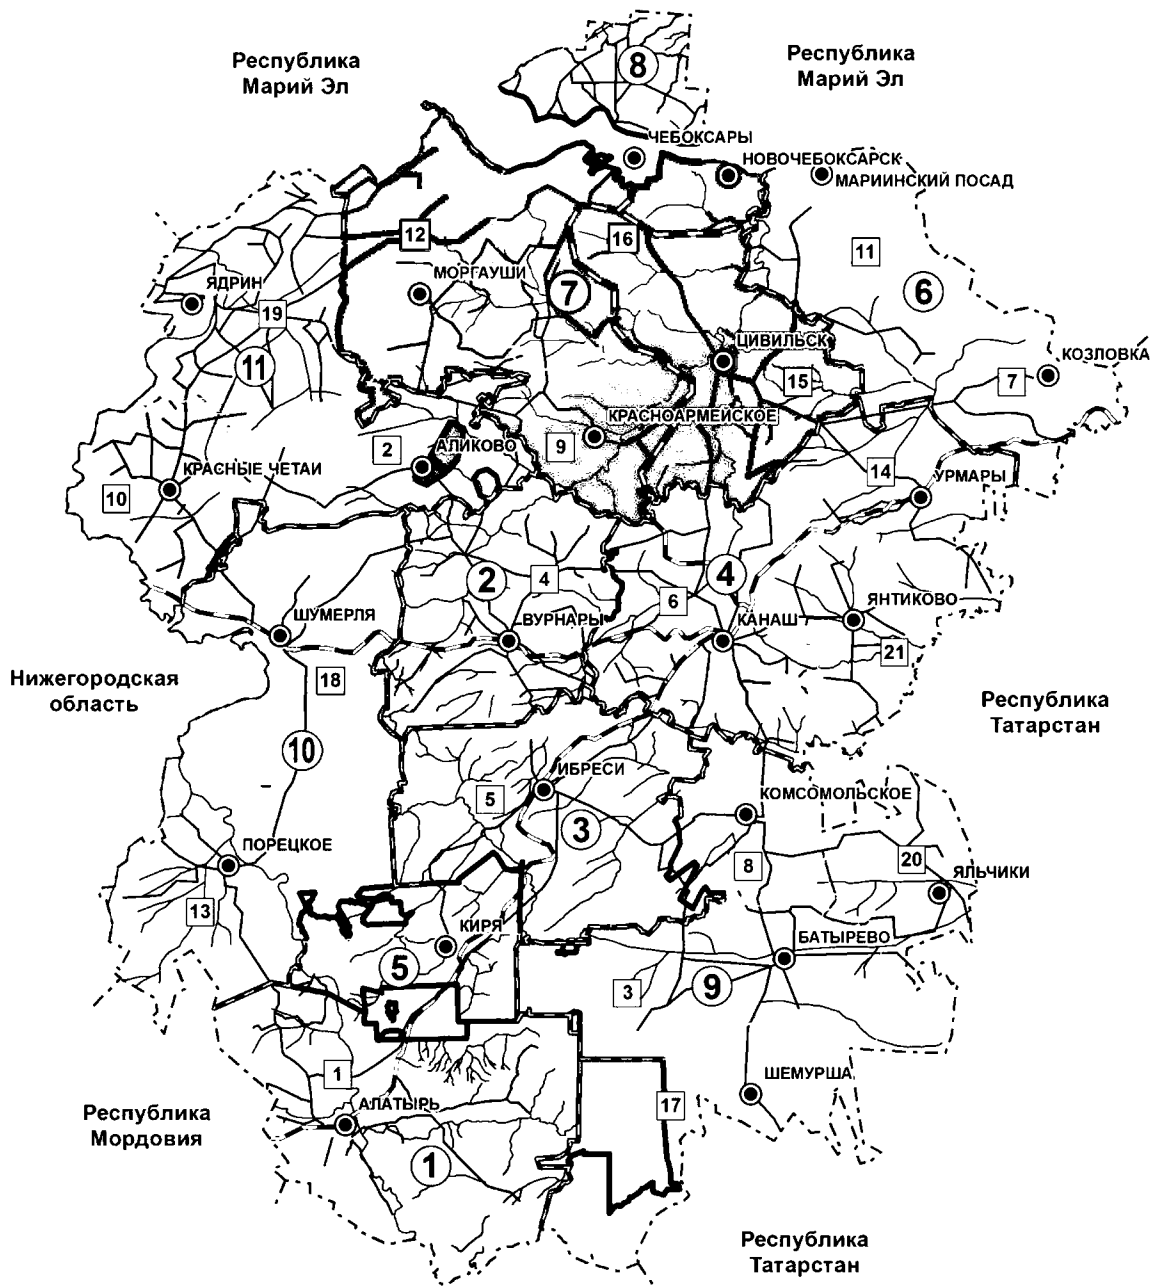 Республика
Марий Эл
8
Республика
Марий Эл
ЧЕБОКСАРЫ
НОВОЧЕБОКСАРСК
МАРИИНСКИЙ ПОСАД
12
16
11
МОРГАУШИ
ЯДРИН
7
6
19
ЦИВИЛЬСК
КОЗЛОВКА
11
15
7
КРАСНОАРМЕЙСКОЕ
2
АЛИКОВО
9
КРАСНЫЕ ЧЕТАИ
14
УРМАРЫ
10
2
4
4
6
ЯНТИКОВО
ШУМЕРЛЯ
ВУРНАРЫ
КАНАШ
21
Нижегородская
область
18
Республика
Татарстан
10
ИБРЕСИ
5
КОМСОМОЛЬСКОЕ
3
ПОРЕЦКОЕ
8
20
ЯЛЬЧИКИ
13
КИРЯ
БАТЫРЕВО
5
3
9
1
ШЕМУРША
Республика
Мордовия
АЛАТЫРЬ
17
1
Республика
Татарстан